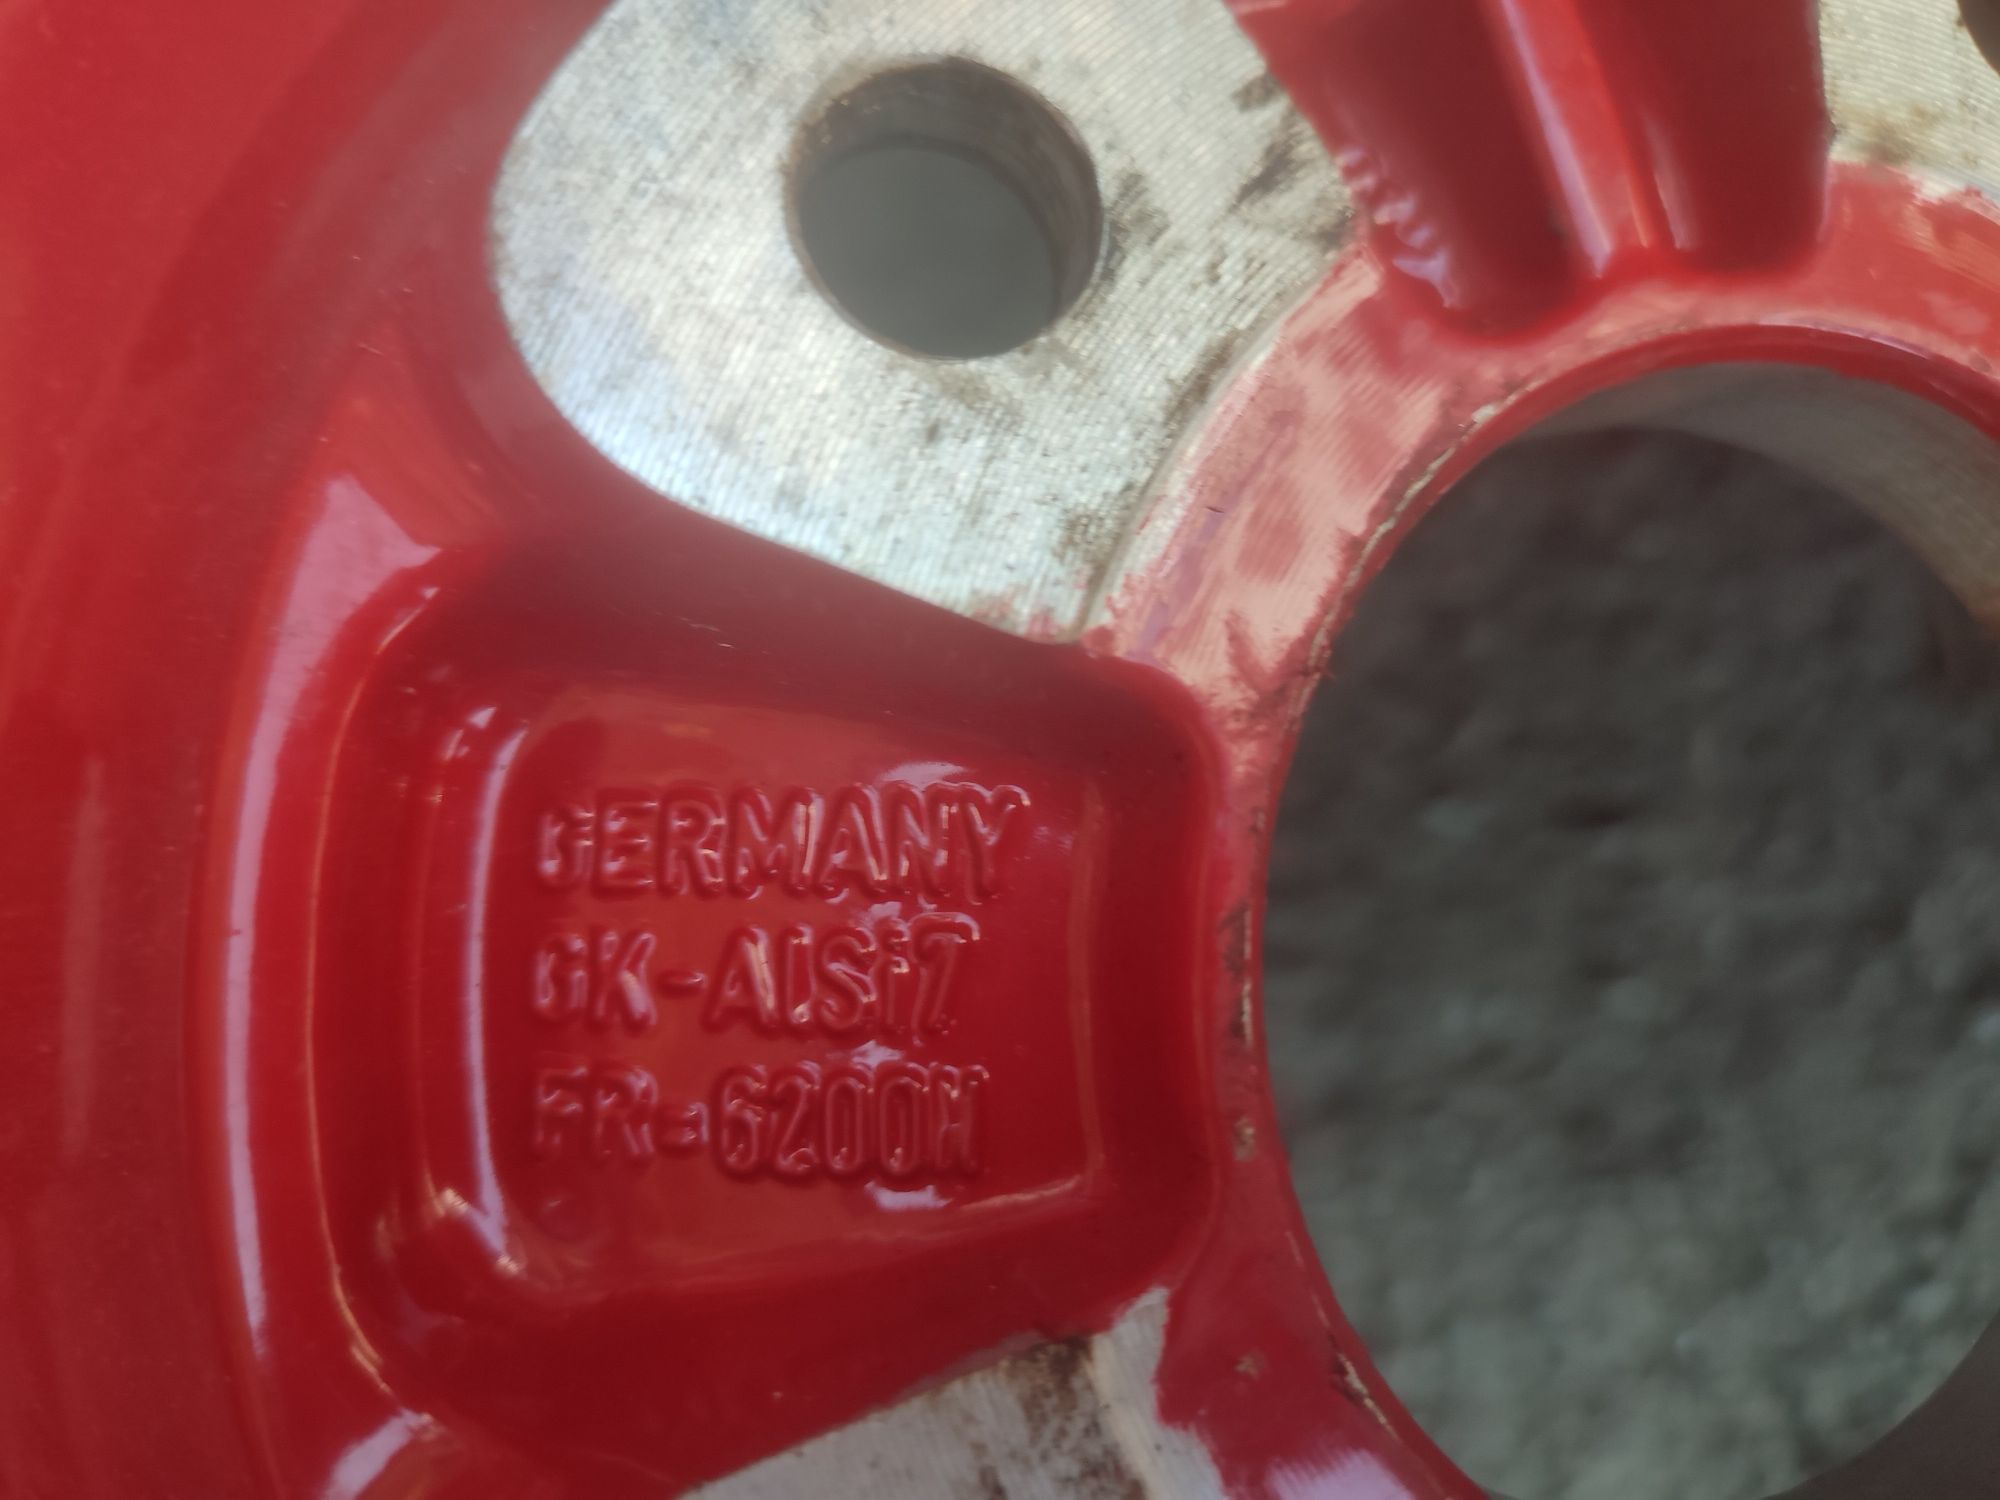 GERMANY
GK-AlSi7
FR-6200H